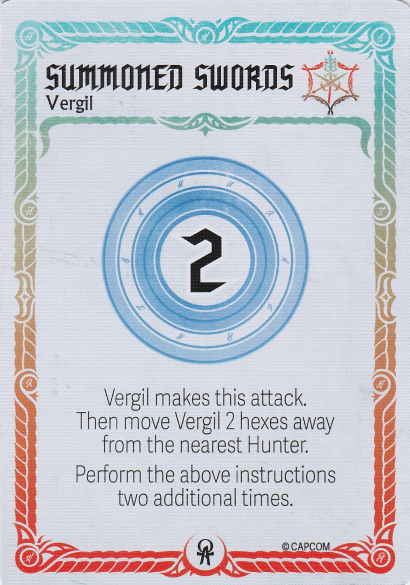 SUMMONED SWORDS
Vergil
2
Vergil makes this attack.
Then move Vergil 2 hexes away
from the nearest Hunter.
Perform the above instructions
two additional times.
© CAPCOM